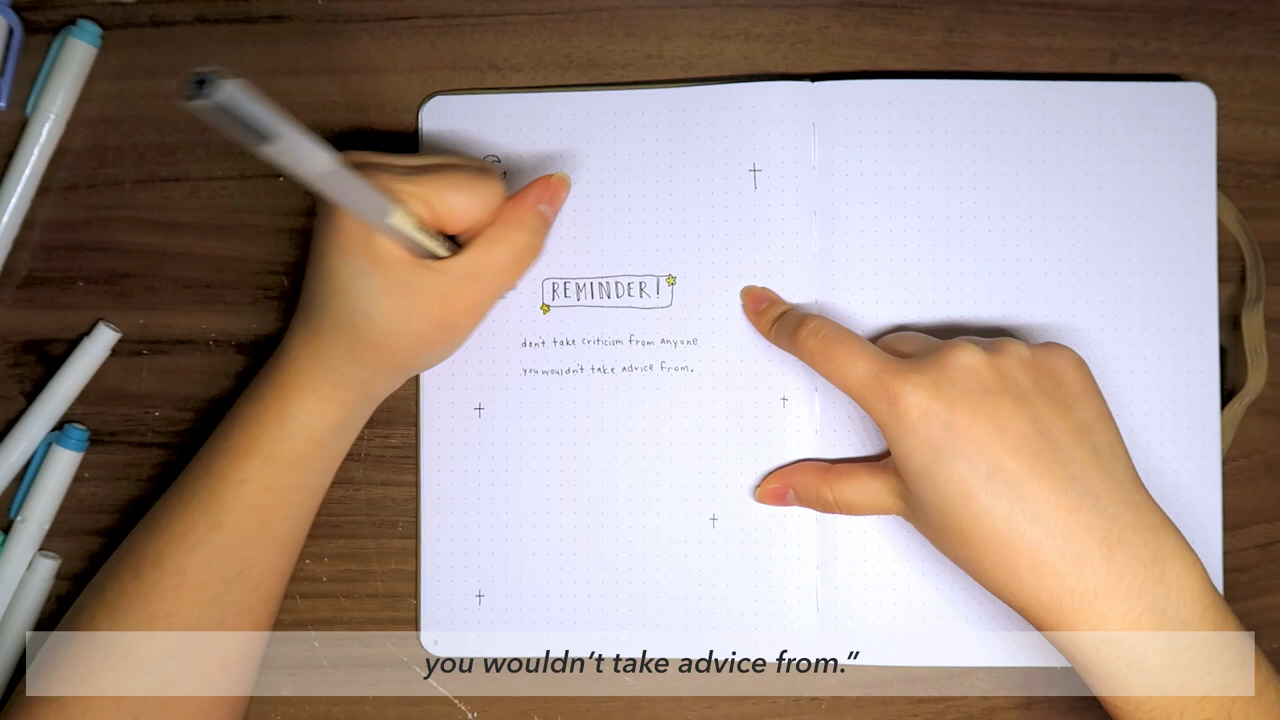 REMINDER!
don't take criticism from anyone
you wouldn't take advice from.
you wouldn't take advice from.”